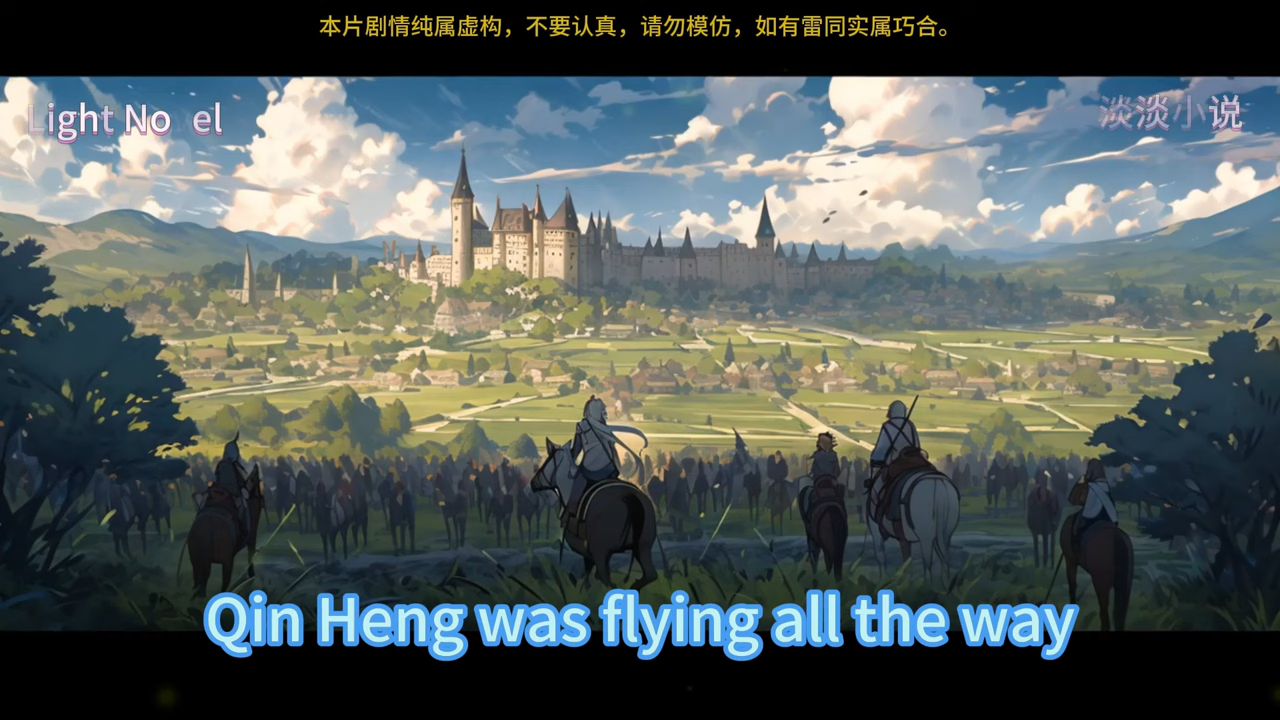 本片剧情纯属虚构，不要认真，请勿模仿，如有雷同实属巧合。
Light No el
淡淡小说
Qin Heng was flying all the way